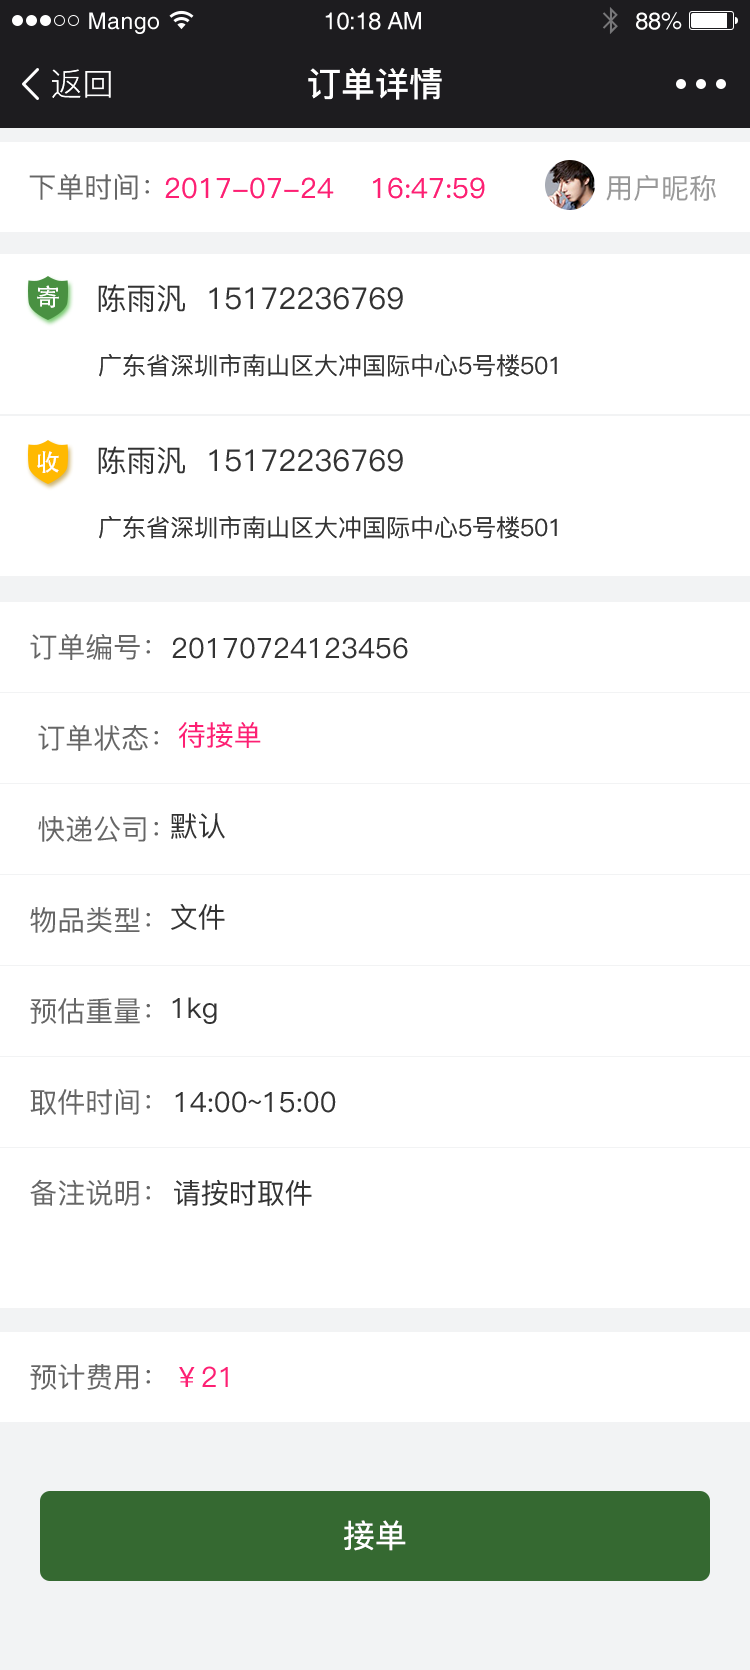 Mango 10:18 AM 88%
返回 订单详情
下单时间: 2017-07-24 16:47:59 用户昵称
寄 陈雨汎 15172236769
广东省深圳市南山区大冲国际中心5号楼501
收 陈雨汎 15172236769
广东省深圳市南山区大冲国际中心5号楼501
订单编号: 20170724123456
订单状态: 待接单
快递公司: 默认
物品类型: 文件
预估重量: 1kg
取件时间: 14:00~15:00
备注说明: 请按时取件
预计费用: ¥21
接单